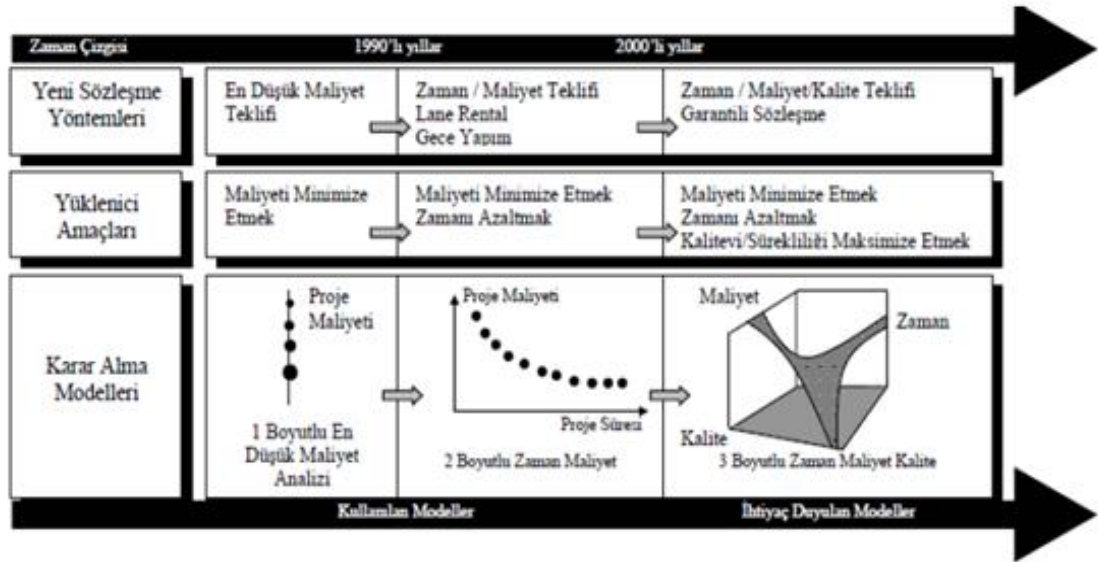 Zaman Çizgisi 1990'lı yıllar 2000'li yıllar
Yeni Sözleşme
Yöntemleri
En Düşük Maliyet
Teklifi
Zaman / Maliyet Teklifi
Lane Rental
Gece Yapım
Zaman / Maliyet/Kalite Teklifi
Garantili Sözleşme
Yüklenici
Amaçları
Maliyeti Minimize
Etmek
Maliyeti Minimize Etmek
Zamanı Azaltmak
Maliyeti Minimize Etmek
Zamanı Azaltmak
Kaliteyi/Sürekliliği Maksimize Etmek
Karar Alma
Modelleri
Proje
Maliyeti
1 Boyutlu En
Düşük Maliyet
Analizi
Proje Maliyeti
Proje Süresi
2 Boyutlu Zaman Maliyet
Maliyet
Zaman
Kalite
3 Boyutlu Zaman Maliyet Kalite
Kullanılan Modeller
İhtiyaç Duyulan Modeller